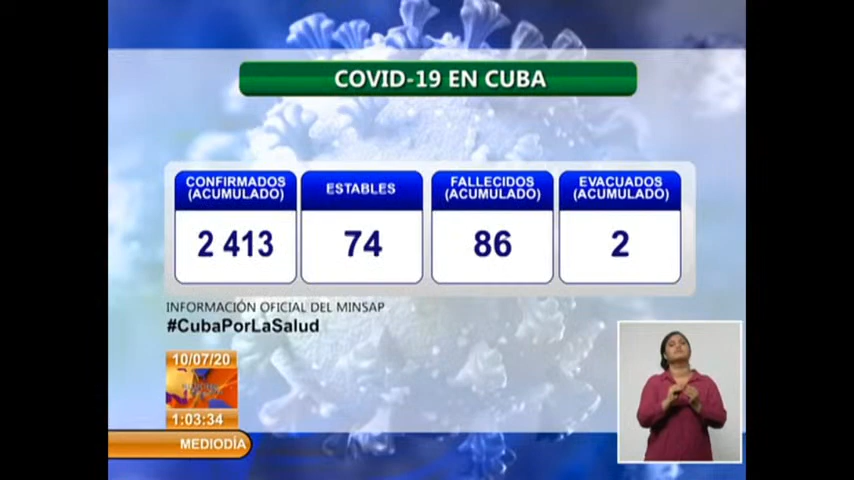 COVID-19 EN CUBA
CONFIRMADOS
(ACUMULADO)
2 413
ESTABLES
74
FALLECIDOS
(ACUMULADO)
86
EVACUADOS
(ACUMULADO)
2
INFORMACIÓN OFICIAL DEL MINSAP
#CubaPorLaSalud
10/07/20
1:03:34
MEDIODÍA